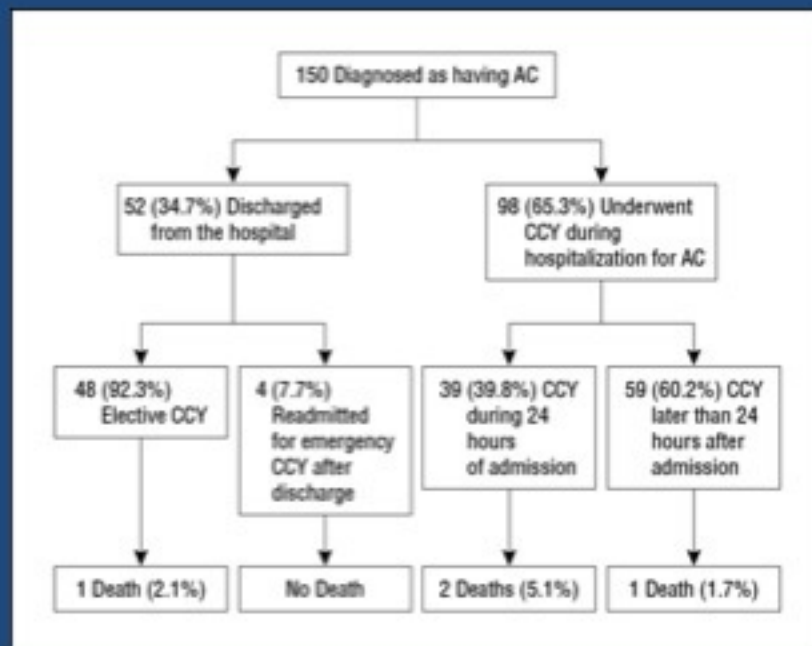 150 Diagnosed as having AC
52 (34.7%) Discharged
from the hospital
98 (65.3%) Underwent
CCY during
hospitalization for AC
48 (92.3%)
Elective CCY
4 (7.7%)
Readmitted
for emergency
CCY after
discharge
39 (39.8%) CCY
during 24
hours
of admission
59 (60.2%) CCY
later than 24
hours after
admission
1 Death (2.1%)
No Death
2 Deaths (5.1%)
1 Death (1.7%)